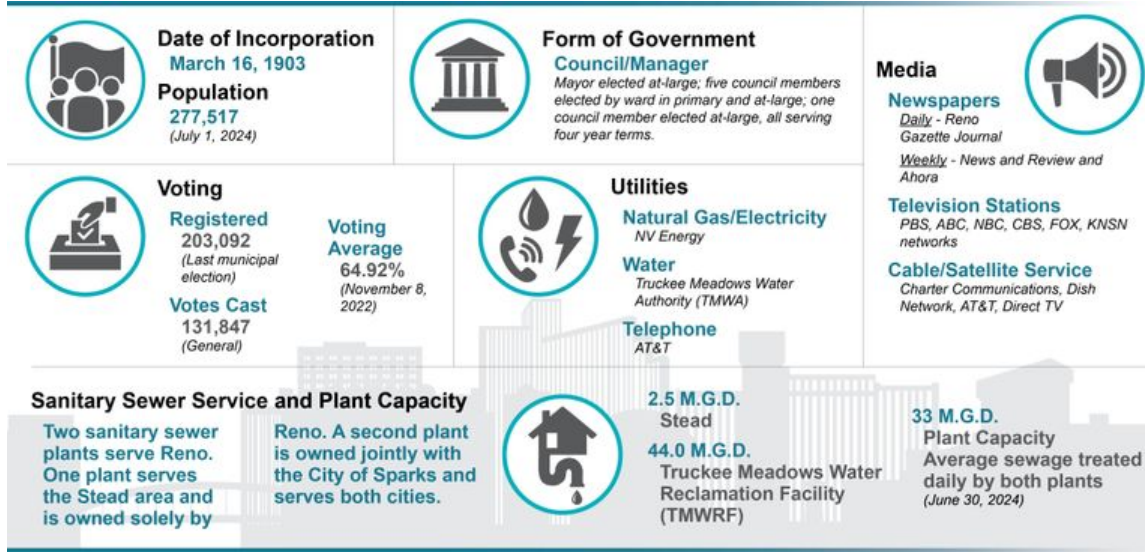 Date of Incorporation
March 16, 1903
Population
277,517
(July 1, 2024)
Form of Government
Council/Manager
Mayor elected at-large; five council members
elected by ward in primary and at-large; one
council member elected at-large, all serving
four year terms.
Media
Newspapers
Daily - Reno
Gazette Journal
Weekly - News and Review and
Ahora
Television Stations
PBS, ABC, NBC, CBS, FOX, KNSN
networks
Cable/Satellite Service
Charter Communications, Dish
Network, AT&T, Direct TV
Voting
Registered
203,092
(Last municipal
election)
Votes Cast
131,847
(General)
Voting
Average
64.92%
(November 8,
2022)
Utilities
Natural Gas/Electricity
NV Energy
Water
Truckee Meadows Water
Authority (TMWA)
Telephone
AT&T
Sanitary Sewer Service and Plant Capacity
Two sanitary sewer
plants serve Reno.
One plant serves
the Stead area and
is owned solely by
Reno. A second plant
is owned jointly with
the City of Sparks and
serves both cities.
2.5 M.G.D.
Stead
44.0 M.G.D.
Truckee Meadows Water
Reclamation Facility
(TMWRF)
33 M.G.D.
Plant Capacity
Average sewage treated
daily by both plants
(June 30, 2024)